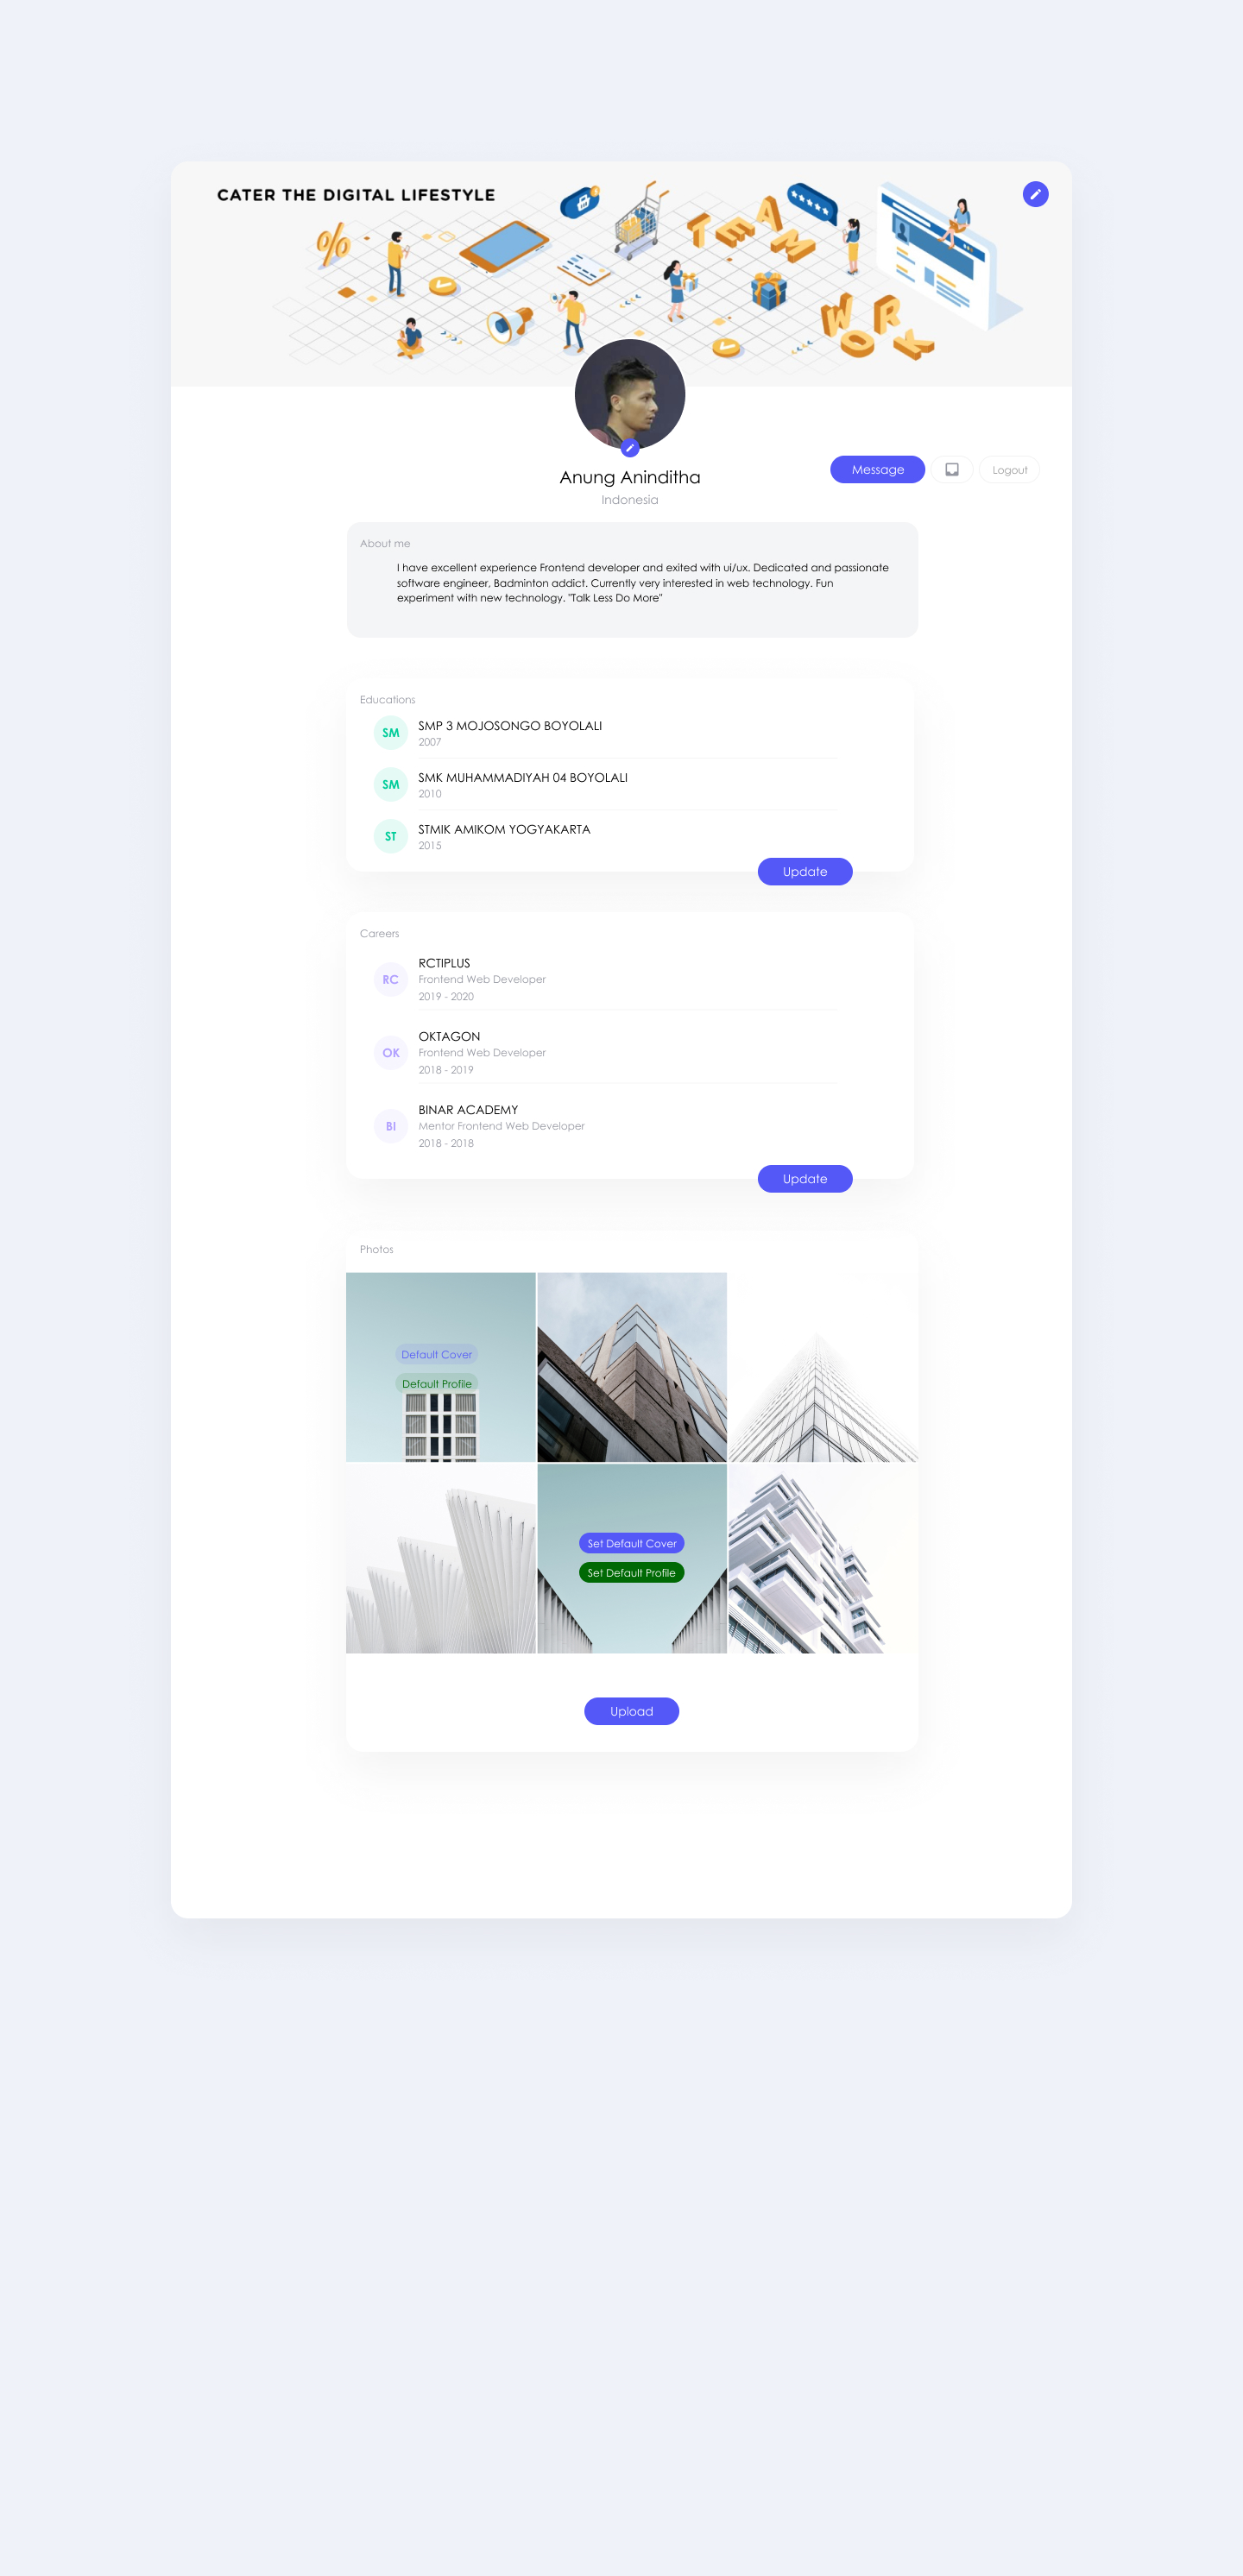 CATER THE DIGITAL LIFESTYLE
%
TEAM
WORK
Anung Aninditha
Indonesia
Message
Logout
About me
I have excellent experience Frontend developer and exited with ui/ux. Dedicated and passionate
software engineer, Badminton addict. Currently very interested in web technology. Fun
experiment with new technology. "Talk Less Do More"
Educations
SM
SMP 3 MOJOSONGO BOYOLALI
2007
SM
SMK MUHAMMADIYAH 04 BOYOLALI
2010
ST
STMIK AMIKOM YOGYAKARTA
2015
Update
Careers
RC
RCTIPLUS
Frontend Web Developer
2019 - 2020
OK
OKTAGON
Frontend Web Developer
2018 - 2019
BI
BINAR ACADEMY
Mentor Frontend Web Developer
2018 - 2018
Update
Photos
Default Cover
Default Profile
Set Default Cover
Set Default Profile
Upload